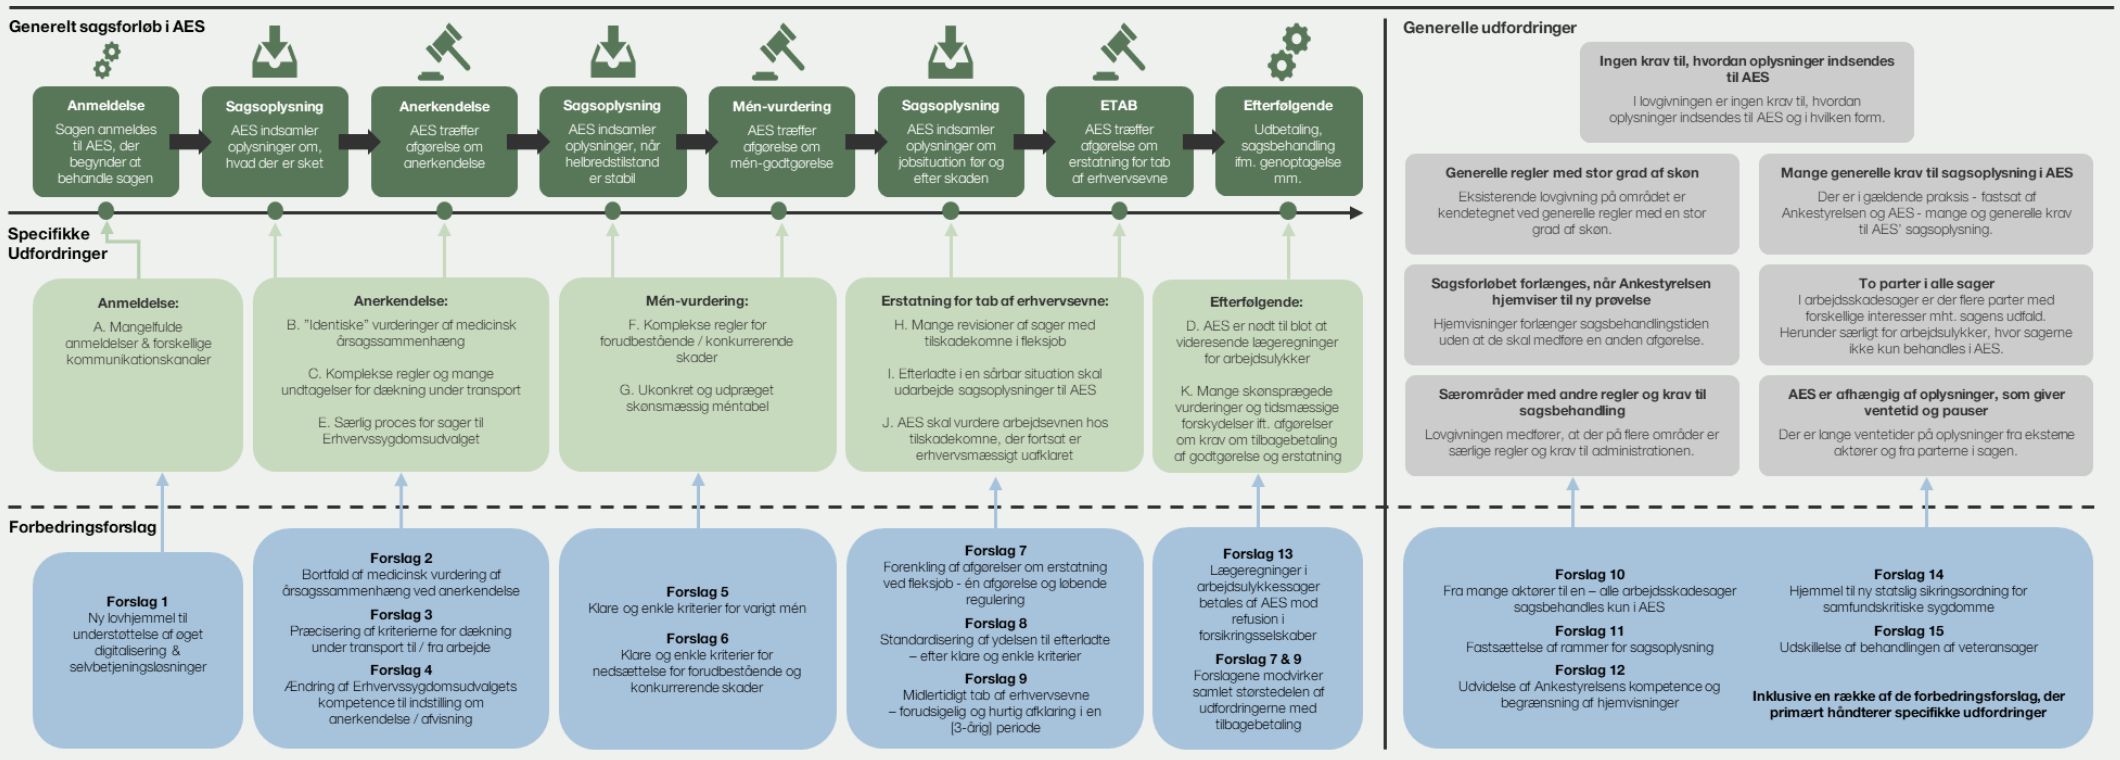 Generelt sagsforløb i AES
Anmeldelse
Sagen anmeldes
til AES, der
begynder at
behandle sagen
Sagsoplysning
AES indsamler
oplysninger om,
hvad der er sket
Anerkendelse
AES træffer
afgørelse om
anerkendelse
Sagsoplysning
AES indsamler
oplysninger, når
helbredstilstand
er stabil
Mén-vurdering
AES træffer
afgørelse om
mén-godtgørelse
Sagsoplysning
AES indsamler
oplysninger om
jobsituation før og
efter skaden
ETAB
AES træffer
afgørelse om
erstatning for tab
af erhvervsevne
Efterfølgende
Udbetaling,
sagsbehandling
ifm. genoptagelse
mm.
Specifikke
Udfordringer
Anmeldelse:
A. Mangelfulde
anmeldelser & forskellige
kommunikationskanaler
Anerkendelse:
B. ”Identiske” vurderinger af medicinsk
årsagssammenhæng
C. Komplekse regler og mange
undtagelser for dækning under transport
E. Særlig proces for sager til
Erhvervssygdomsudvalget
Mén-vurdering:
F. Komplekse regler for
forudbestående / konkurrerende
skader
G. Ukonkret og udpræget
skønsmæssig méntabel
Erstatning for tab af erhvervsevne:
H. Mange revisioner af sager med
tilskadekomne i fleksjob
I. Efterladte i en sårbar situation skal
udarbejde sagsoplysninger til AES
J. AES skal vurdere arbejdsevnen hos
tilskadekomne, der fortsat er
erhvervsmæssigt uafklaret
Efterfølgende:
D. AES er nødt til blot at
videresende lægeregninger
for arbejdsulykker
K. Mange skønsprægede
vurderinger og tidsmæssige
forskydelser ift. afgørelser
om krav om tilbagebetaling
af godtgørelse og erstatning
Forbedringsforslag
Forslag 1
Ny lovhjemmel til
understøttelse af øget
digitalisering &
selvbetjeningsløsninger
Forslag 2
Bortfald af medicinsk vurdering af
årsagssammenhæng ved anerkendelse
Forslag 3
Præcisering af kriterierne for dækning
under transport til / fra arbejde
Forslag 4
Ændring af Erhvervssygdomsudvalgets
kompetence til indstilling om
anerkendelse / afvisning
Forslag 5
Klare og enkle kriterier for varigt mén
Forslag 6
Klare og enkle kriterier for
nedsættelse for forudbestående og
konkurrerende skader
Forslag 7
Forenkling af afgørelser om erstatning
ved fleksjob - én afgørelse og løbende
regulering
Forslag 8
Standardisering af ydelsen til efterladte
– efter klare og enkle kriterier
Forslag 9
Midlertidigt tab af erhvervsevne
– forudsigelig og hurtig afklaring i en
[3-årig] periode
Forslag 13
Lægeregninger i
arbejdsulykkessager
betales af AES mod
refusion i
forsikringsselskaber
Forslag 7 & 9
Forslagene modvirker
samlet størstedelen af
udfordringerne med
tilbagebetaling
Generelle udfordringer
Ingen krav til, hvordan oplysninger indsendes
til AES
I lovgivningen er ingen krav til, hvordan
oplysninger indsendes til AES og i hvilken form.
Generelle regler med stor grad af skøn
Eksisterende lovgivning på området er
kendetegnet ved generelle regler med en stor
grad af skøn.
Mange generelle krav til sagsoplysning i AES
Der er i gældende praksis - fastsat af
Ankestyrelsen og AES - mange og generelle krav
til AES’ sagsoplysning.
Sagsforløbet forlænges, når Ankestyrelsen
hjemviser til ny prøvelse
Hjemvisninger forlænger sagsbehandlingstiden
uden at de skal medføre en anden afgørelse.
To parter i alle sager
I arbejdsskadesager er der flere parter med
forskellige interesser mht. sagens udfald.
Herunder særligt for arbejdsulykker, hvor sagerne
ikke kun behandles i AES.
Særområder med andre regler og krav til
sagsbehandling
Lovgivningen medfører, at der på flere områder er
særlige regler og krav til administrationen.
AES er afhængig af oplysninger, som giver
ventetid og pauser
Der er lange ventetider på oplysninger fra eksterne
aktører og fra parterne i sagen.
Forslag 10
Fra mange aktører til en – alle arbejdsskadesager
sagsbehandles kun i AES
Forslag 11
Fastsættelse af rammer for sagsoplysning
Forslag 12
Udvidelse af Ankestyrelsens kompetence og
begrænsning af hjemvisninger
Forslag 14
Hjemmel til ny statslig sikringsordning for
samfundskritiske sygdomme
Forslag 15
Udskillelse af behandlingen af veteransager
Inklusive en række af de forbedringsforslag, der
primært håndterer specifikke udfordringer